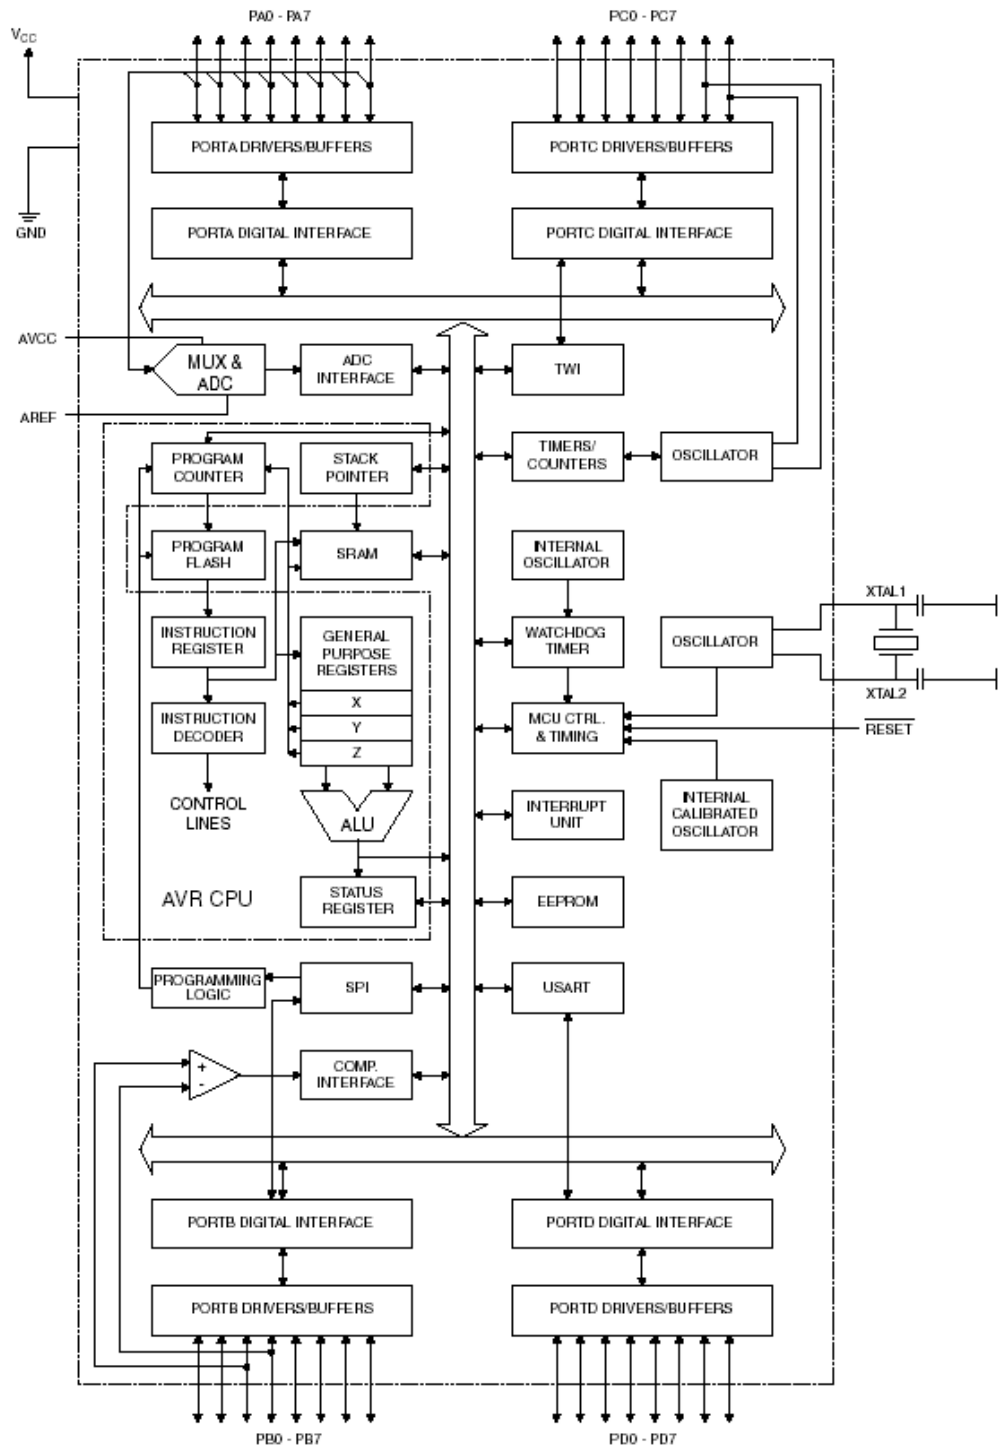 PA0 - PA7
PC0 - PC7
VCC
PORTA DRIVERS/BUFFERS
PORTC DRIVERS/BUFFERS
GND
PORTA DIGITAL INTERFACE
PORTC DIGITAL INTERFACE
AVCC
MUX &
ADC
ADC
INTERFACE
TWI
AREF
PROGRAM
COUNTER
STACK
POINTER
TIMERS/
COUNTERS
OSCILLATOR
PROGRAM
FLASH
SRAM
INTERNAL
OSCILLATOR
XTAL1
INSTRUCTION
REGISTER
GENERAL
PURPOSE
REGISTERS
WATCHDOG
TIMER
OSCILLATOR
XTAL2
X
INSTRUCTION
DECODER
Y
MCU CTRL.
& TIMING
RESET
Z
CONTROL
LINES
ALU
INTERRUPT
UNIT
INTERNAL
CALIBRATED
OSCILLATOR
AVR CPU
STATUS
REGISTER
EEPROM
PROGRAMMING
LOGIC
SPI
USART
+
-
COMP.
INTERFACE
PORTB DIGITAL INTERFACE
PORTD DIGITAL INTERFACE
PORTB DRIVERS/BUFFERS
PORTD DRIVERS/BUFFERS
PB0 - PB7
PD0 - PD7